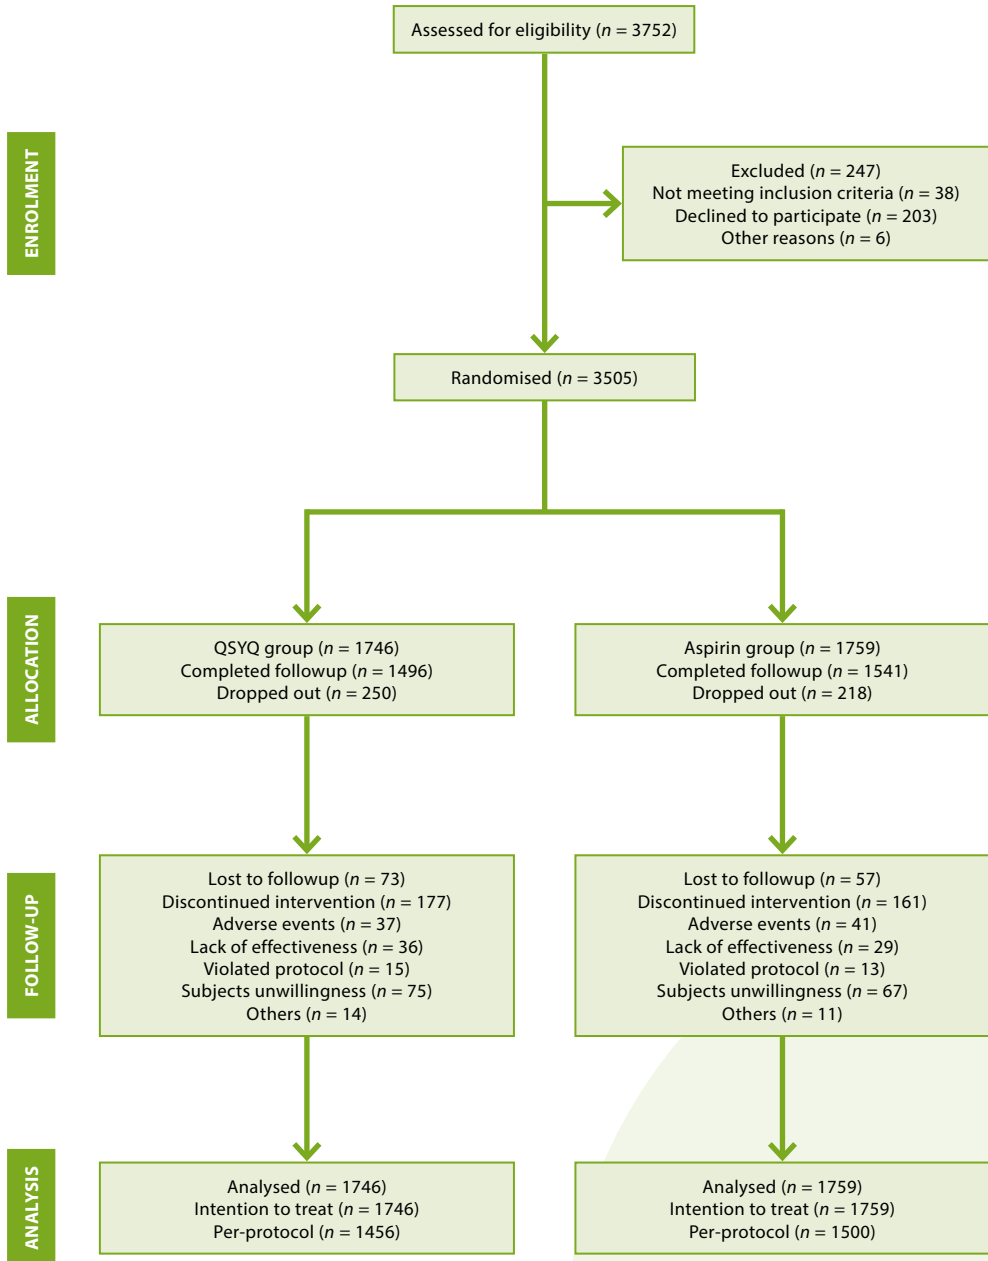 Assessed for eligibility (n = 3752)
ENROLMENT
Excluded (n = 247)
Not meeting inclusion criteria (n = 38)
Declined to participate (n = 203)
Other reasons (n = 6)
Randomised (n = 3505)
ALLOCATION
QSYQ group (n = 1746)
Completed followup (n = 1496)
Dropped out (n = 250)
Aspirin group (n = 1759)
Completed followup (n = 1541)
Dropped out (n = 218)
FOLLOW-UP
Lost to followup (n = 73)
Discontinued intervention (n = 177)
Adverse events (n = 37)
Lack of effectiveness (n = 36)
Violated protocol (n = 15)
Subjects unwillingness (n = 75)
Others (n = 14)
Lost to followup (n = 57)
Discontinued intervention (n = 161)
Adverse events (n = 41)
Lack of effectiveness (n = 29)
Violated protocol (n = 13)
Subjects unwillingness (n = 67)
Others (n = 11)
ANALYSIS
Analysed (n = 1746)
Intention to treat (n = 1746)
Per-protocol (n = 1456)
Analysed (n = 1759)
Intention to treat (n = 1759)
Per-protocol (n = 1500)